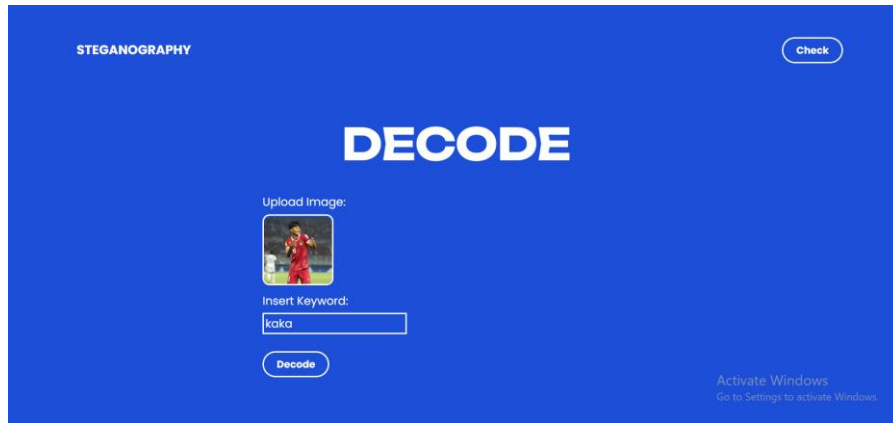 STEGANOGRAPHY
Check
DECODE
Upload Image:
Insert Keyword:
kaka
Decode
Activate Windows
Go to Settings to activate Windows.